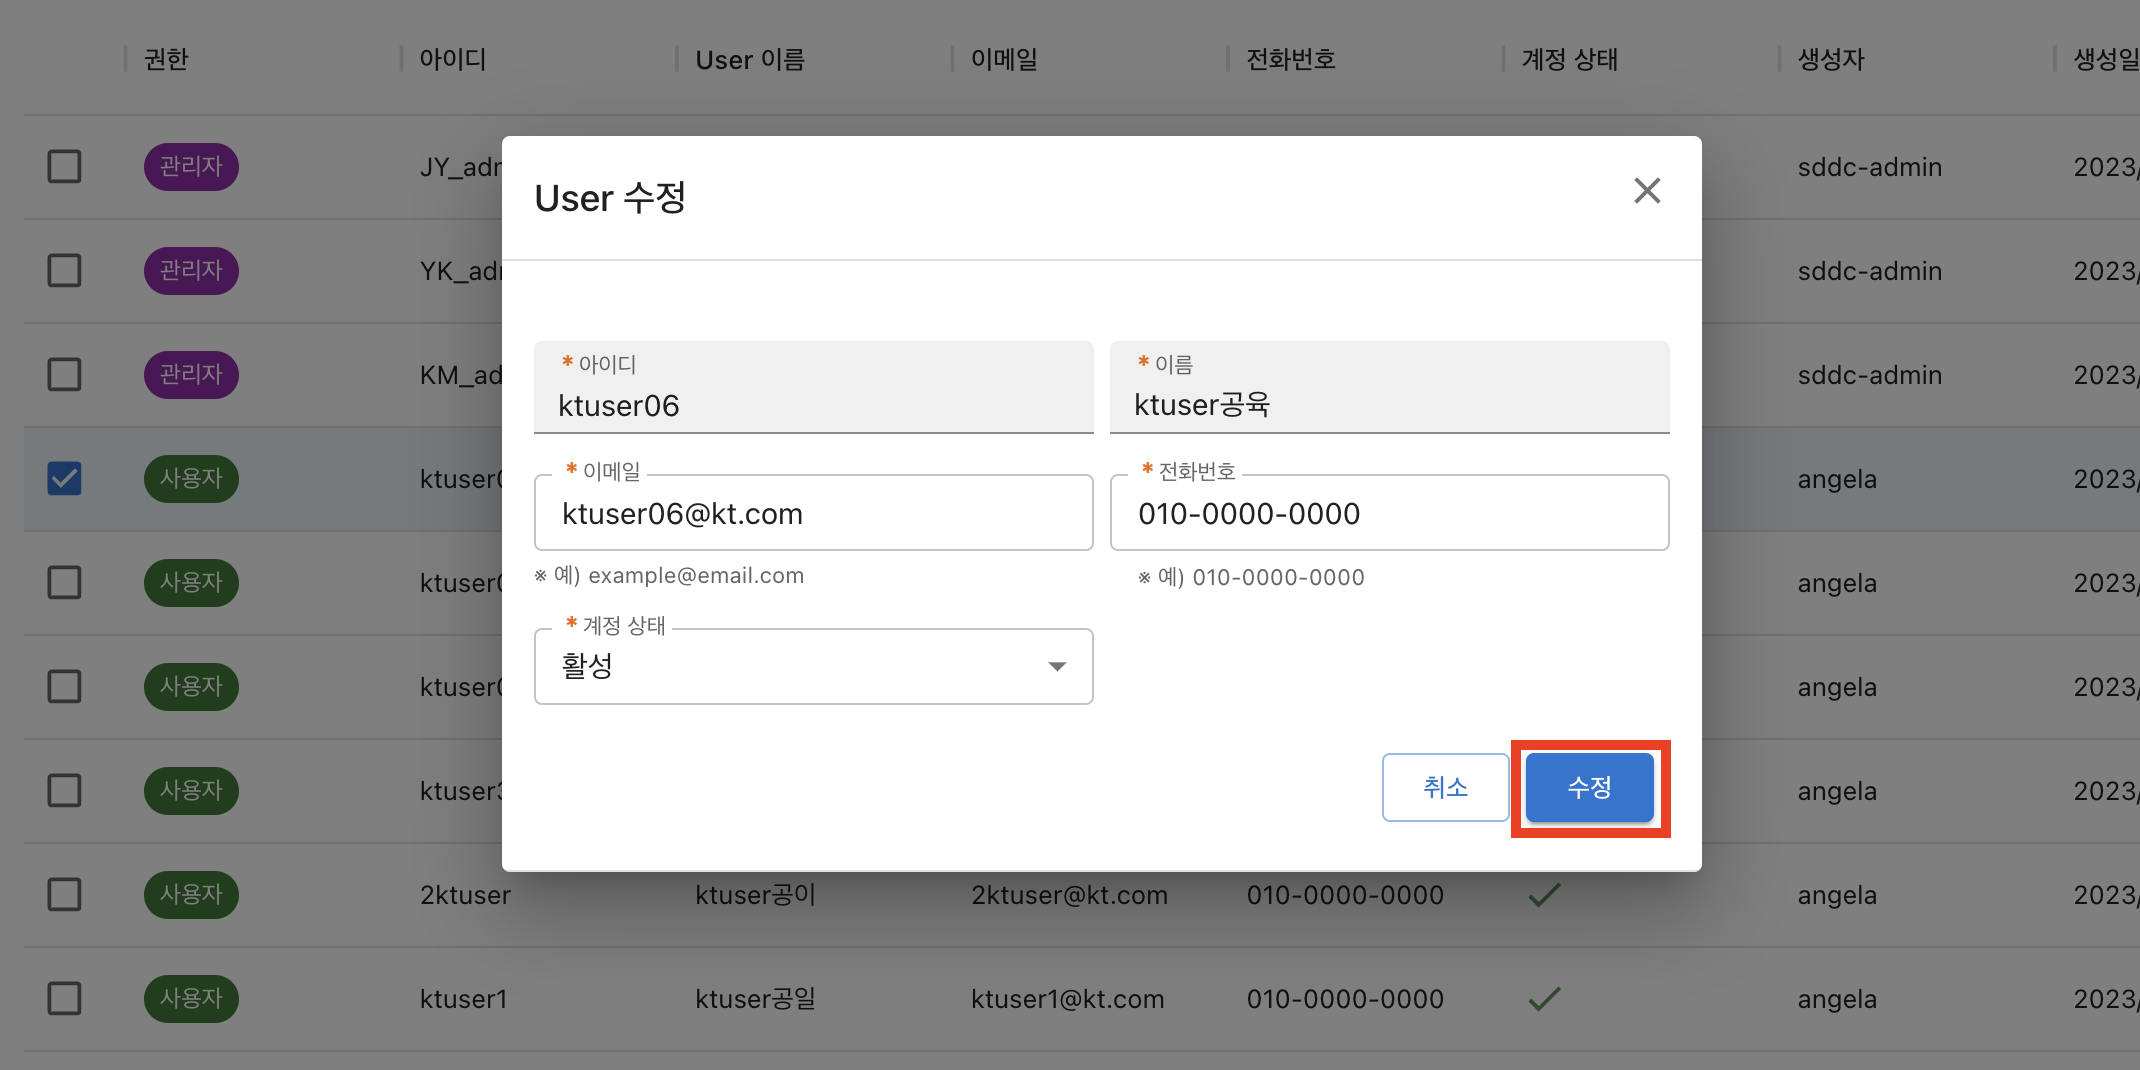 권한 아이디 User 이름 이메일 전화번호 계정 상태 생성자 생성일
관리자 JY_adm sddc-admin 2023/
관리자 YK_adm sddc-admin 2023/
관리자 KM_ad sddc-admin 2023/
사용자 ktuser0 angela 2023/
사용자 ktuser0 angela 2023/
사용자 ktuser0 angela 2023/
사용자 ktuser3 angela 2023/
사용자 2ktuser ktuser공이 2ktuser@kt.com 010-0000-0000 angela 2023/
사용자 ktuser1 ktuser공일 ktuser1@kt.com 010-0000-0000 angela 2023/
User 수정
* 아이디
ktuser06
* 이름
ktuser공육
* 이메일
ktuser06@kt.com
※ 예) example@email.com
* 전화번호
010-0000-0000
※ 예) 010-0000-0000
* 계정 상태
활성
취소 수정